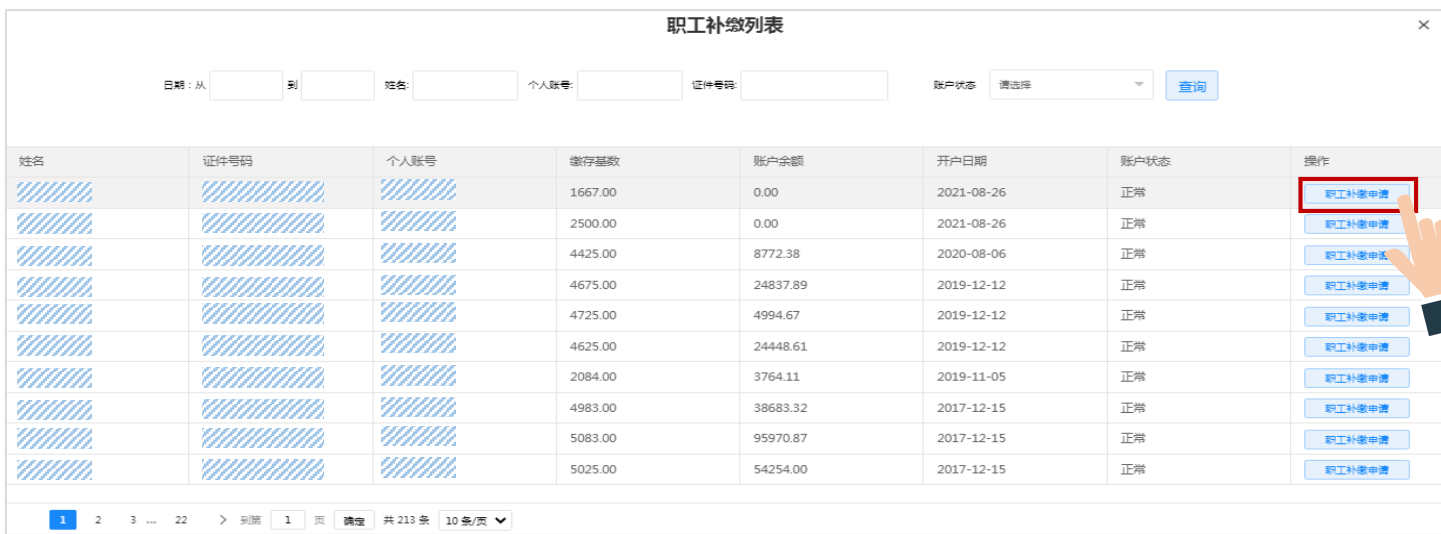 职工补缴列表 ×
日期：从 到 姓名: 个人账号: 证件号码: 账户状态 请选择 查询
姓名 证件号码 个人账号 缴存基数 账户余额 开户日期 账户状态 操作
1667.00 0.00 2021-08-26 正常 职工补缴申请
2500.00 0.00 2021-08-26 正常 职工补缴申请
4425.00 8772.38 2020-08-06 正常 职工补缴申请
4675.00 24837.89 2019-12-12 正常 职工补缴申请
4725.00 4994.67 2019-12-12 正常 职工补缴申请
4625.00 24448.61 2019-12-12 正常 职工补缴申请
2084.00 3764.11 2019-11-05 正常 职工补缴申请
4983.00 38683.32 2017-12-15 正常 职工补缴申请
5083.00 95970.87 2017-12-15 正常 职工补缴申请
5025.00 54254.00 2017-12-15 正常 职工补缴申请
1 2 3 ... 22 > 到第 1 页 确定 共 213 条 10 条/页